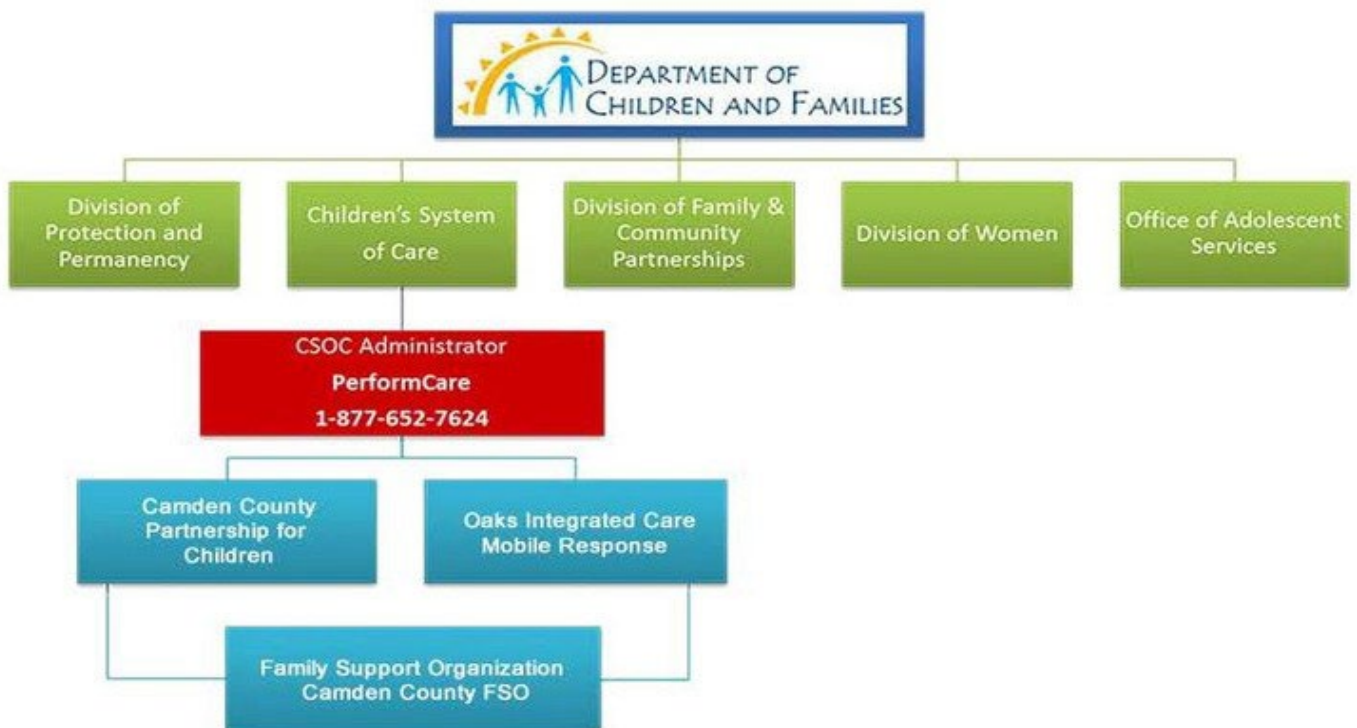 DEPARTMENT OF
CHILDREN AND FAMILIES
Division of
Protection and
Permanency
Children's System
of Care
Division of Family &
Community
Partnerships
Division of Women
Office of Adolescent
Services
CSOC Administrator
PerformCare
1-877-652-7624
Camden County
Partnership for
Children
Oaks Integrated Care
Mobile Response
Family Support Organization
Camden County FSO